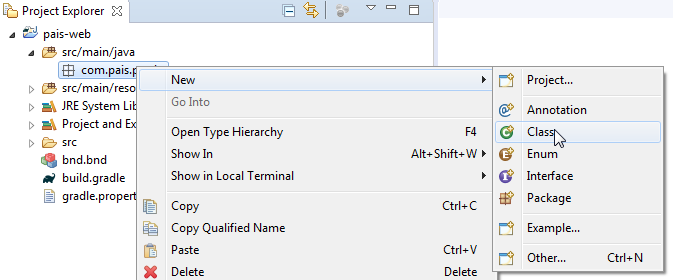 Project Explorer
pais-web
src/main/java
com.pais.p
src/main/reso
JRE System Lib
Project and Ex
src
bnd.bnd
build.gradle
gradle.propert
New
Go Into
Open Type Hierarchy F4
Show In Alt+Shift+W
Show in Local Terminal
Copy Ctrl+C
Copy Qualified Name
Paste Ctrl+V
Delete Delete
Project...
Annotation
Class
Enum
Interface
Package
Example...
Other... Ctrl+N